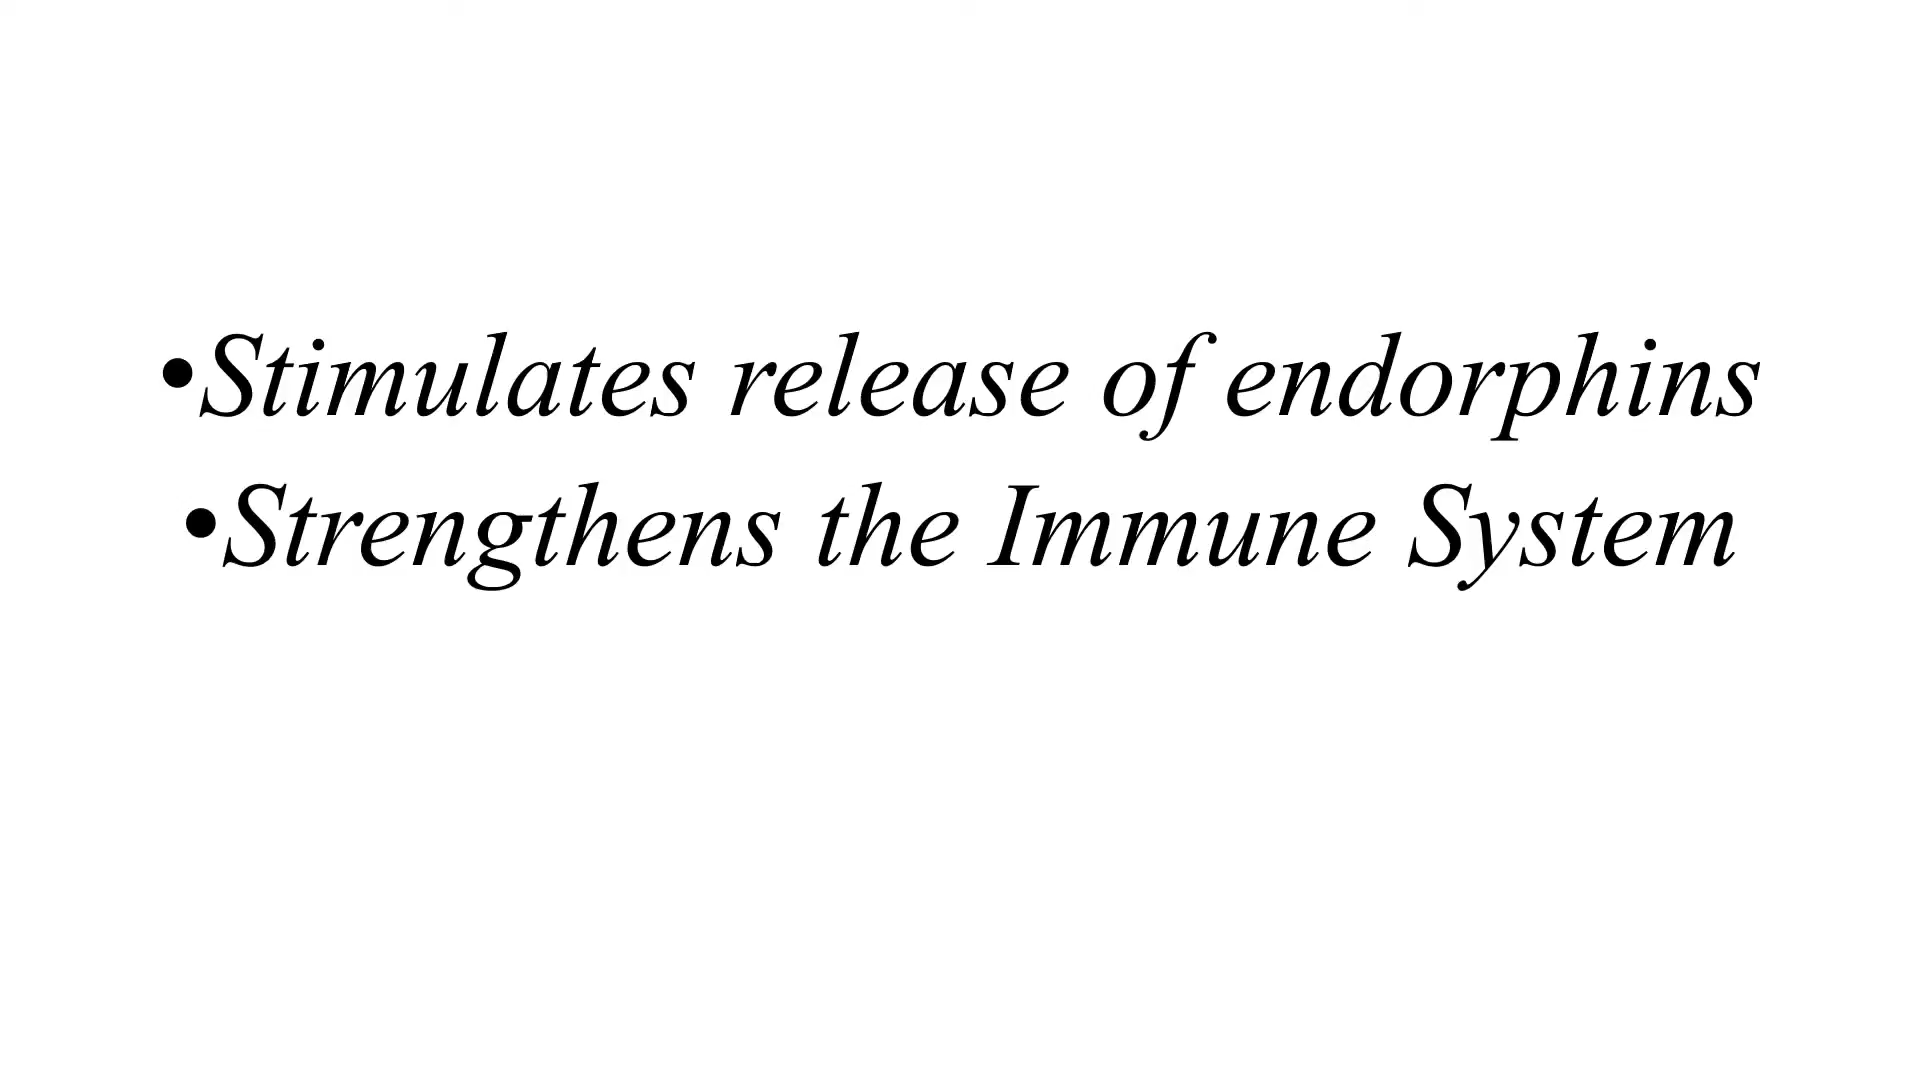 •Stimulates release of endorphins
•Strengthens the Immune System